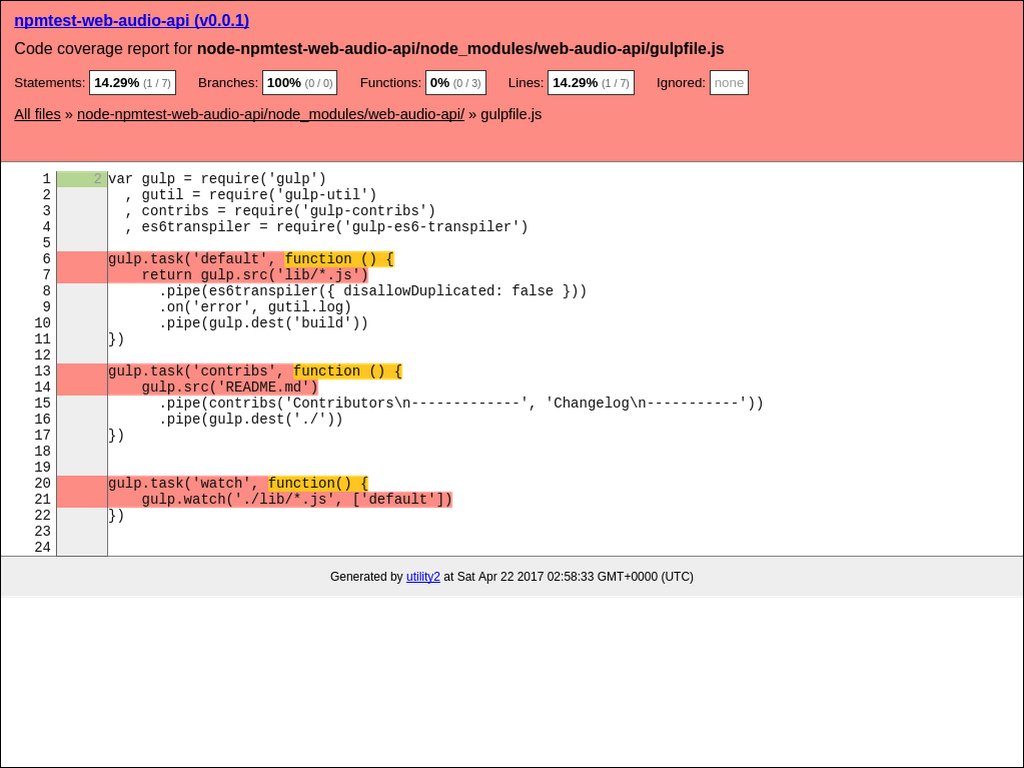 npmtest-web-audio-api (v0.0.1)
Code coverage report for node-npmtest-web-audio-api/node_modules/web-audio-api/gulpfile.js
Statements: 14.29% (1 / 7) Branches: 100% (0 / 0) Functions: 0% (0 / 3) Lines: 14.29% (1 / 7) Ignored: none
All files » node-npmtest-web-audio-api/node_modules/web-audio-api/ » gulpfile.js
1 2 var gulp = require('gulp')
2   , gutil = require('gulp-util')
3   , contribs = require('gulp-contribs')
4   , es6transpiler = require('gulp-es6-transpiler')
5
6 gulp.task('default', function () {
7     return gulp.src('lib/*.js')
8       .pipe(es6transpiler({ disallowDuplicated: false }))
9       .on('error', gutil.log)
10       .pipe(gulp.dest('build'))
11 })
12
13 gulp.task('contribs', function () {
14     gulp.src('README.md')
15       .pipe(contribs('Contributors\n-------------', 'Changelog\n-----------'))
16       .pipe(gulp.dest('./'))
17 })
18
19
20 gulp.task('watch', function() {
21     gulp.watch('./lib/*.js', ['default'])
22 })
23
24
Generated by utility2 at Sat Apr 22 2017 02:58:33 GMT+0000 (UTC)